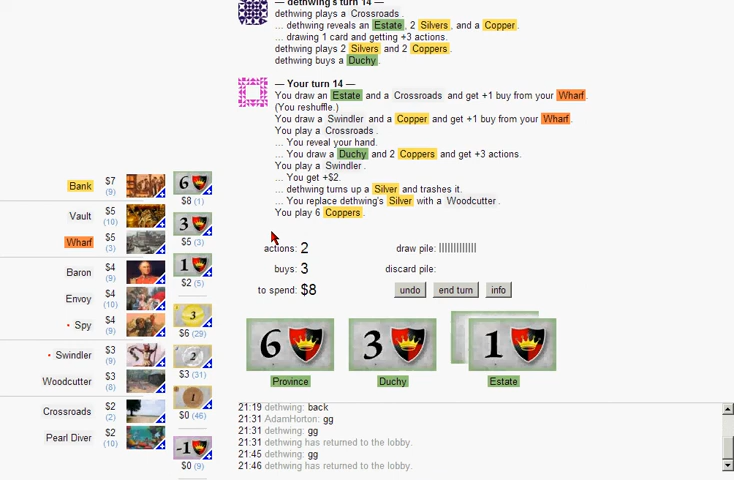 — dethwing's turn 14 —
dethwing plays a Crossroads.
... dethwing reveals an Estate, 2 Silvers, and a Copper.
... drawing 1 card and getting +3 actions.
dethwing plays 2 Silvers and 2 Coppers.
dethwing buys a Duchy.
— Your turn 14 —
You draw an Estate and a Crossroads and get +1 buy from your Wharf.
(You reshuffle.)
You draw a Swindler and a Copper and get +1 buy from your Wharf.
You play a Crossroads.
... You reveal your hand.
... You draw a Duchy and 2 Coppers and get +3 actions.
You play a Swindler.
... You get +$2.
... dethwing turns up a Silver and trashes it.
... You replace dethwing's Silver with a Woodcutter.
You play 6 Coppers.
Bank $7 (9)
Vault $5 (10)
Wharf $5 (3)
Baron $4 (9)
Envoy $4 (10)
• Spy $4 (9)
• Swindler $3 (9)
Woodcutter $3 (8)
Crossroads $2 (2)
Pearl Diver $2 (10)
6
$8 (1)
3
$5 (3)
1
$2 (5)
3
$6 (29)
2
$3 (31)
1
$0 (46)
-1
$0 (9)
actions: 2
draw pile:
buys: 3
discard pile:
to spend: $8
undo
end turn
info
6
3
1
Province
Duchy
Estate
21:19 dethwing: back
21:31 AdamHorton: gg
21:31 dethwing: gg
21:31 dethwing has returned to the lobby.
21:45 dethwing: gg
21:46 dethwing has returned to the lobby.